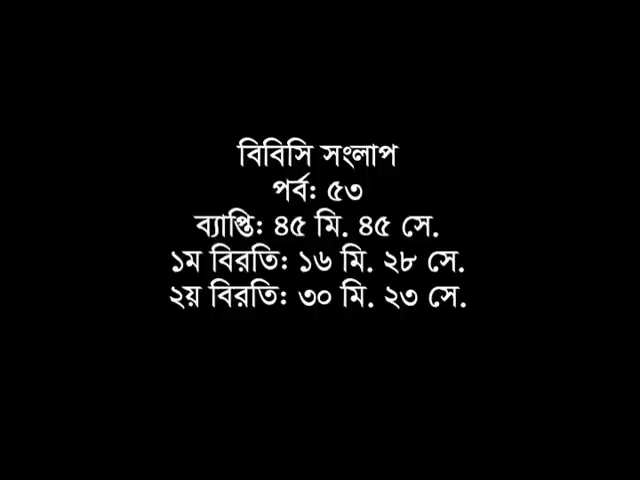 বিবিসি সংলাপ
পর্ব: ৫৩
ব্যাপ্তি: ৪৫ মি. ৪৫ সে.
১ম বিরতি: ১৬ মি. ২৮ সে.
২য় বিরতি: ৩০ মি. ২৩ সে.